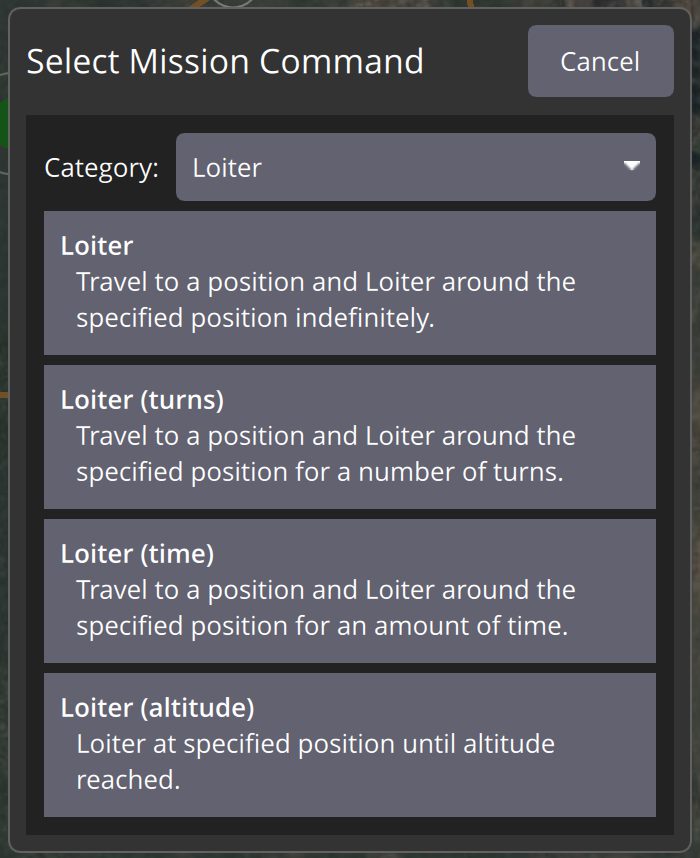 Select Mission Command
Cancel
Category:
Loiter
Loiter
Travel to a position and Loiter around the
specified position indefinitely.
Loiter (turns)
Travel to a position and Loiter around the
specified position for a number of turns.
Loiter (time)
Travel to a position and Loiter around the
specified position for an amount of time.
Loiter (altitude)
Loiter at specified position until altitude
reached.